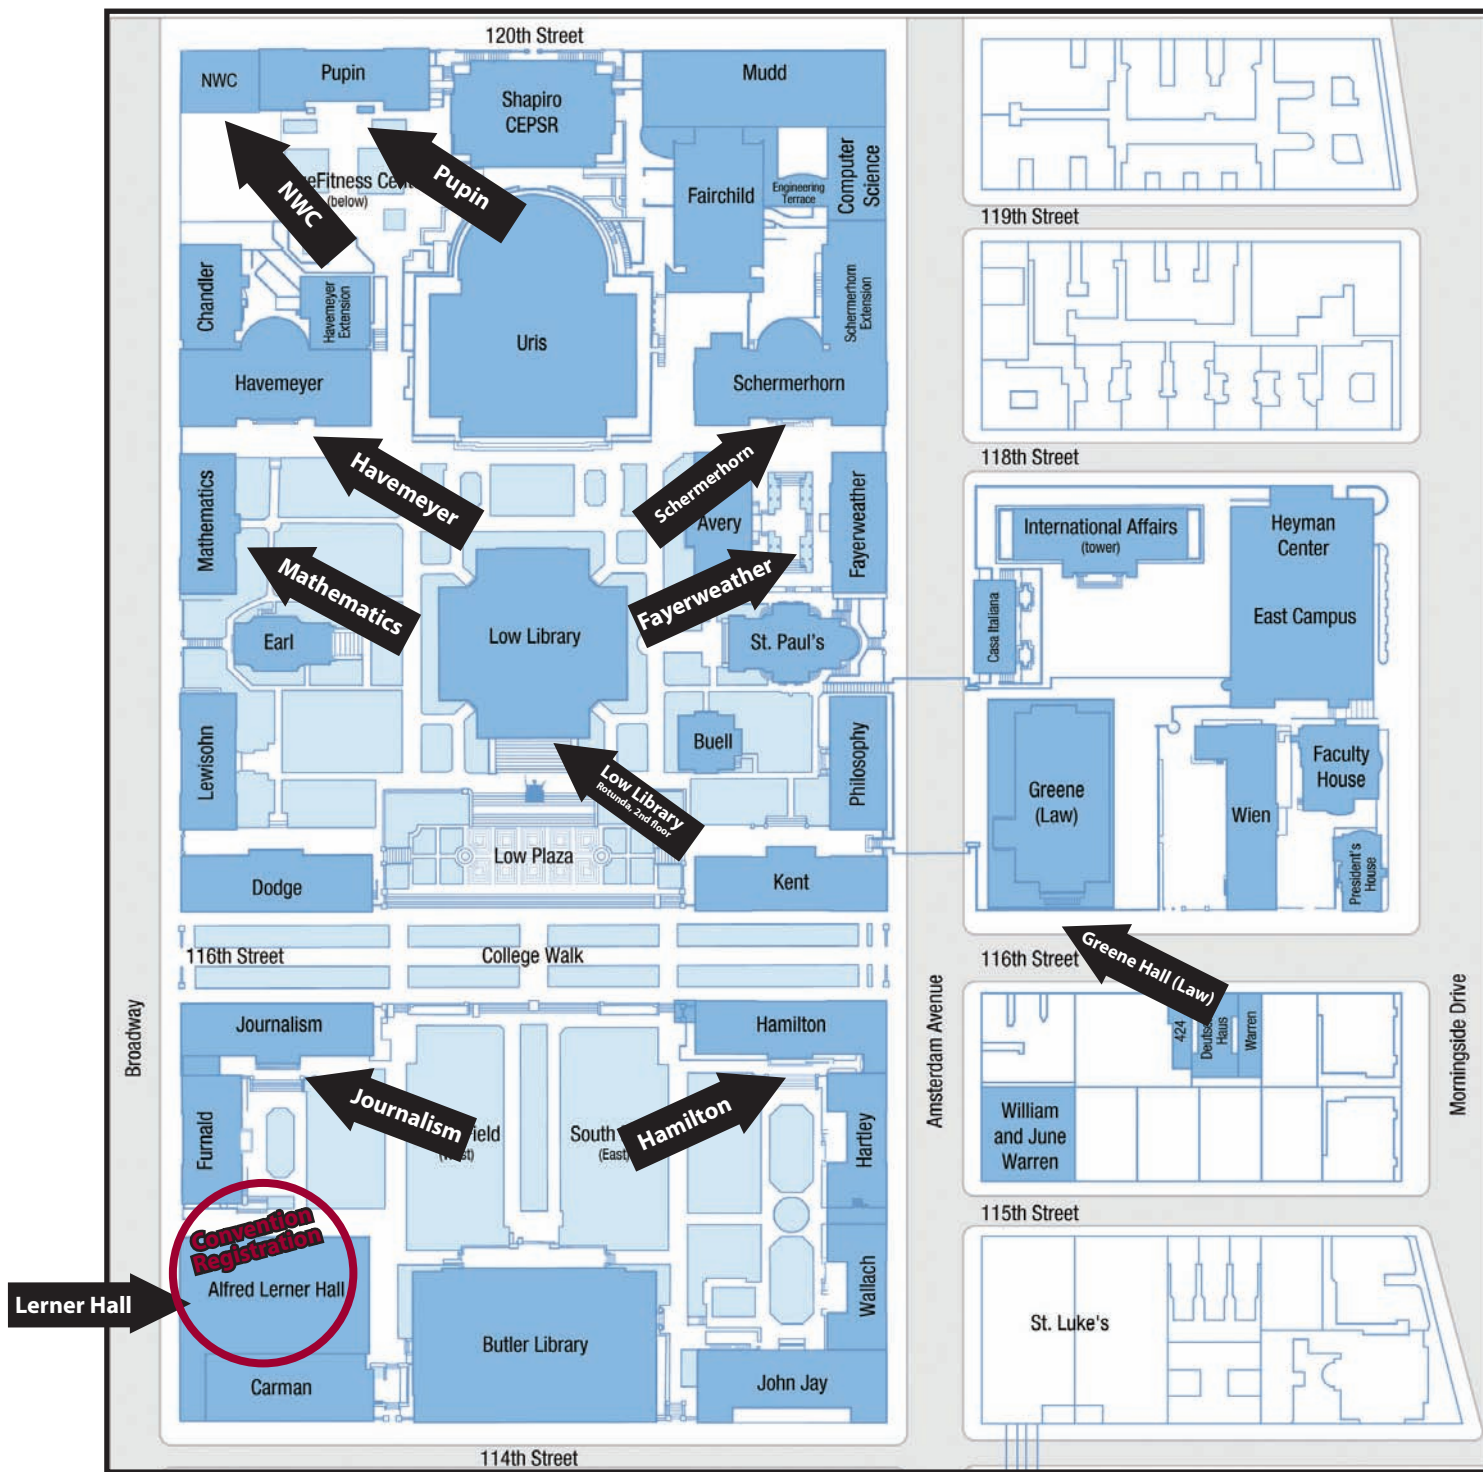 120th Street
NWC
Pupin
Shapiro
CEPSR
Mudd
Computer
Science
Fairchild
Engineering
Terrace
eFitness Cent
(below)
NWC
Pupin
119th Street
Chandler
Havemeyer
Extension
Uris
Schermerhorn
Extension
Havemeyer
Schermerhorn
118th Street
Havemeyer
Schermerhorn
Mathematics
Avery
Fayerweather
International Affairs
(tower)
Heyman
Center
Mathematics
Fayerweather
Earl
Low Library
St. Paul's
Casa Italiana
East Campus
Lewisohn
Buell
Philosophy
Low Library
Rotunda, 2nd floor
Greene
(Law)
Wien
Faculty
House
President's
House
Low Plaza
Dodge
Kent
116th Street
College Walk
116th Street
Greene Hall (Law)
Broadway
Amsterdam Avenue
Morningside Drive
Journalism
Hamilton
424
Deutsc
Haus
Warren
Journalism
Hamilton
Furnald
Field
(West)
South
(East)
Hartley
William
and June
Warren
115th Street
Convention
Registration
Alfred Lerner Hall
Lerner Hall
Wallach
Butler Library
St. Luke's
Carman
John Jay
114th Street